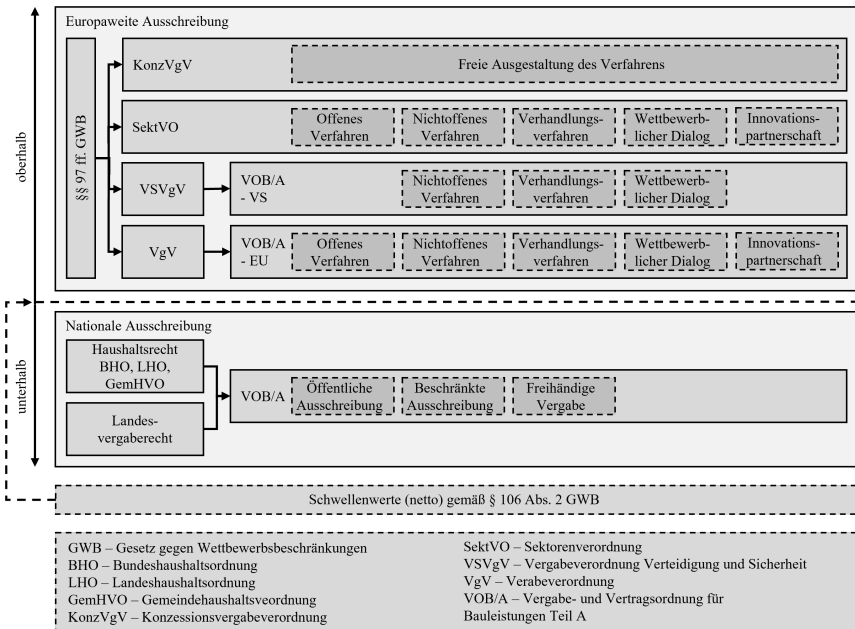 Europaweite Ausschreibung
oberhalb
§§ 97 ff. GWB
KonzVgV
Freie Ausgestaltung des Verfahrens
SektVO
Offenes
Verfahren
Nichtoffenes
Verfahren
Verhandlungs-
verfahren
Wettbewerb-
licher Dialog
Innovations-
partnerschaft
VSVgV
VOB/A
- VS
Nichtoffenes
Verfahren
Verhandlungs-
verfahren
Wettbewerb-
licher Dialog
VgV
VOB/A
- EU
Offenes
Verfahren
Nichtoffenes
Verfahren
Verhandlungs-
verfahren
Wettbewerb-
licher Dialog
Innovations-
partnerschaft
Nationale Ausschreibung
unterhalb
Haushaltsrecht
BHO, LHO,
GemHVO
Landes-
vergaberecht
VOB/A
Öffentliche
Ausschreibung
Beschränkte
Ausschreibung
Freihändige
Vergabe
Schwellenwerte (netto) gemäß § 106 Abs. 2 GWB
GWB – Gesetz gegen Wettbewerbsbeschränkungen
BHO – Bundeshaushaltsordnung
LHO – Landeshaushaltsordnung
GemHVO – Gemeindehaushaltsveordnung
KonzVgV – Konzessionsvergabeverordnung
SektVO – Sektorenverordnung
VSVgV – Vergabeverordnung Verteidigung und Sicherheit
VgV – Verabeverordnung
VOB/A – Vergabe- und Vertragsordnung für
Bauleistungen Teil A